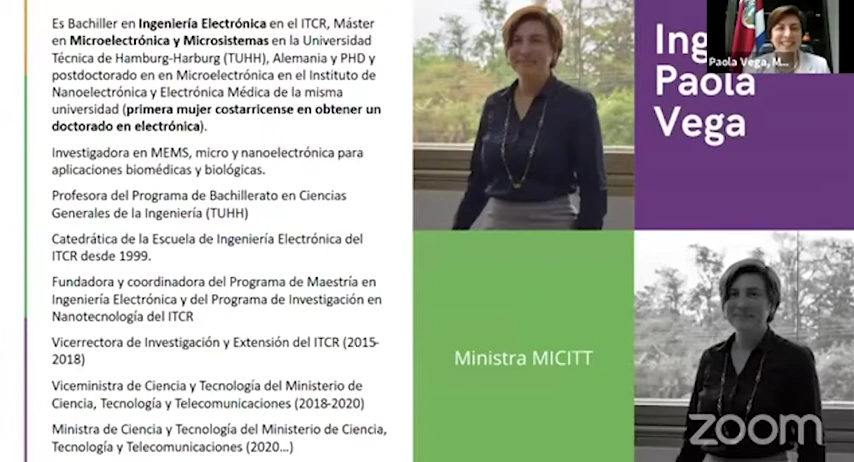 Es Bachiller en Ingeniería Electrónica en el ITCR, Máster
en Microelectrónica y Microsistemas en la Universidad
Técnica de Hamburg-Harburg (TUHH), Alemania y PHD y
postdoctorado en en Microelectrónica en el Instituto de
Nanoelectrónica y Electrónica Médica de la misma
universidad (primera mujer costarricense en obtener un
doctorado en electrónica).
Investigadora en MEMS, micro y nanoelectrónica para
aplicaciones biomédicas y biológicas.
Profesora del Programa de Bachillerato en Ciencias
Generales de la Ingeniería (TUHH)
Catedrática de la Escuela de Ingeniería Electrónica del
ITCR desde 1999.
Fundadora y coordinadora del Programa de Maestría en
Ingeniería Electrónica y del Programa de Investigación en
Nanotecnología del ITCR
Vicerrectora de Investigación y Extensión del ITCR (2015-
2018)
Viceministra de Ciencia y Tecnología del Ministerio de
Ciencia, Tecnología y Telecomunicaciones (2018-2020)
Ministra de Ciencia y Tecnología del Ministerio de Ciencia,
Tecnología y Telecomunicaciones (2020...)
Ing
Paola
Vega
Paola Vega, M...
Ministra MICITT
zoom